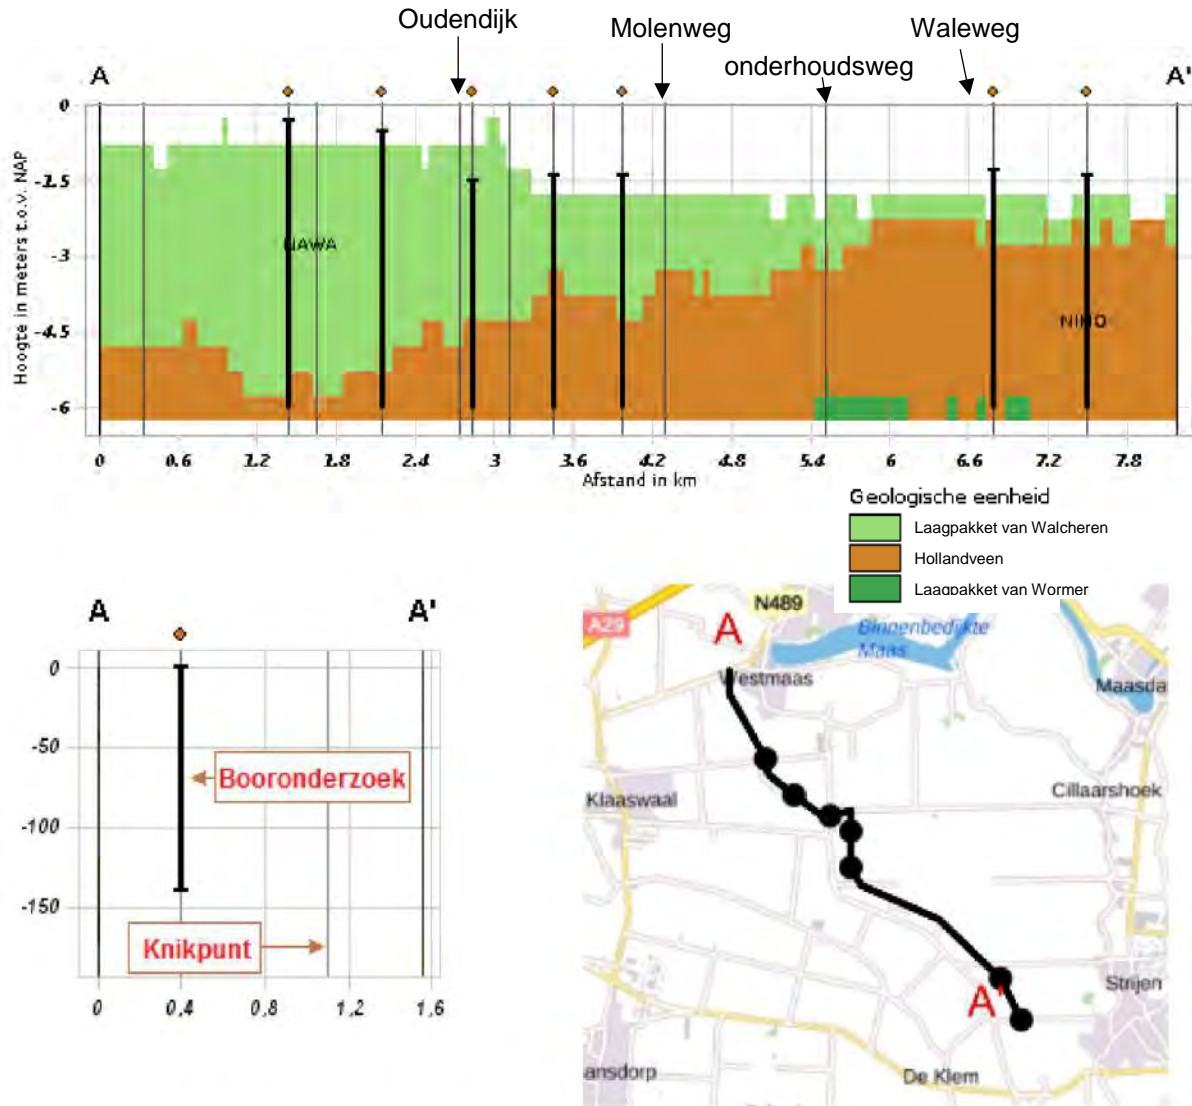 Oudendijk
Molenweg
Waleweg
onderhoudsweg
A
A'
Hoogte in meters t.o.v. NAP
0
-1.5
-3
-4.5
-6
NAWA
NIHO
0
0.6
1.2
1.8
2.4
3
3.6
4.2
4.8
5.4
6
6.6
7.2
7.8
Afstand in km
Geologische eenheid
Laagpakket van Walcheren
Hollandveen
Laagpakket van Wormer
A
A'
0
-50
-100
-150
Booronderzoek
Knikpunt
0
0,4
0,8
1,2
1,6
A29
N489
A
Binnenbedijkte
Maas
Westmaas
Maasda
Klaaswaal
Cillaarshoek
A'
Strijen
ansdorp
De Klem